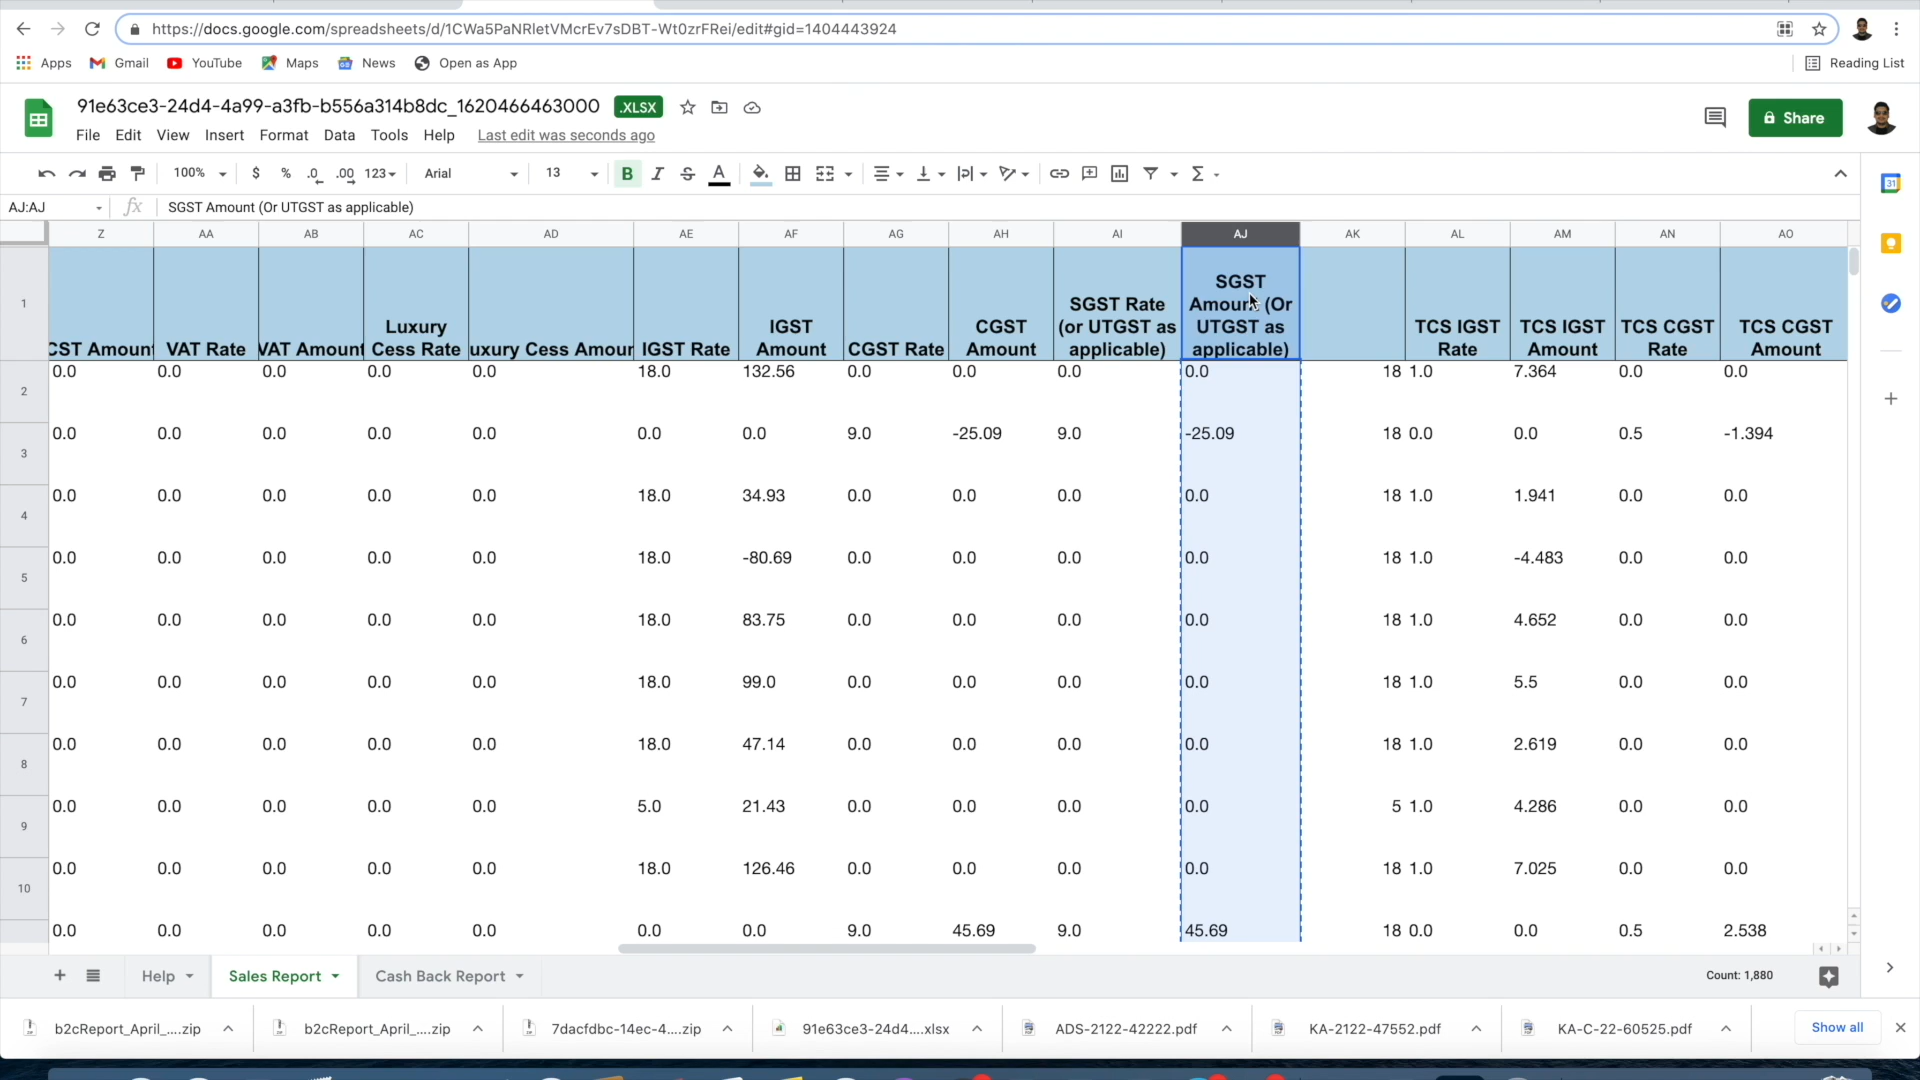 https://docs.google.com/spreadsheets/d/1CWa5PaNRletVMcrEv7sDBT-Wt0zrFRei/edit#gid=1404443924
Apps Gmail YouTube Maps News Open as App Reading List
91e63ce3-24d4-4a99-a3fb-b556a314b8dc_1620466463000 .XLSX
File Edit View Insert Format Data Tools Help Last edit was seconds ago
Share
100% $ % .0 .00 123 Arial 13 B I S A
AJ:AJ fx SGST Amount (Or UTGST as applicable)
Z AA AB AC AD AE AF AG AH AI AJ AK AL AM AN AO
1 CST Amount VAT Rate VAT Amount Luxury Cess Rate uxury Cess Amour IGST Rate IGST Amount CGST Rate CGST Amount SGST Rate (or UTGST as applicable) SGST Amount (Or UTGST as applicable) TCS IGST Rate TCS IGST Amount TCS CGST Rate TCS CGST Amount
2 0.0 0.0 0.0 0.0 0.0 18.0 132.56 0.0 0.0 0.0 0.0 18 1.0 7.364 0.0 0.0
3 0.0 0.0 0.0 0.0 0.0 0.0 0.0 9.0 -25.09 9.0 -25.09 18 0.0 0.0 0.5 -1.394
4 0.0 0.0 0.0 0.0 0.0 18.0 34.93 0.0 0.0 0.0 0.0 18 1.0 1.941 0.0 0.0
5 0.0 0.0 0.0 0.0 0.0 18.0 -80.69 0.0 0.0 0.0 0.0 18 1.0 -4.483 0.0 0.0
6 0.0 0.0 0.0 0.0 0.0 18.0 83.75 0.0 0.0 0.0 0.0 18 1.0 4.652 0.0 0.0
7 0.0 0.0 0.0 0.0 0.0 18.0 99.0 0.0 0.0 0.0 0.0 18 1.0 5.5 0.0 0.0
8 0.0 0.0 0.0 0.0 0.0 18.0 47.14 0.0 0.0 0.0 0.0 18 1.0 2.619 0.0 0.0
9 0.0 0.0 0.0 0.0 0.0 5.0 21.43 0.0 0.0 0.0 0.0 5 1.0 4.286 0.0 0.0
10 0.0 0.0 0.0 0.0 0.0 18.0 126.46 0.0 0.0 0.0 0.0 18 1.0 7.025 0.0 0.0
0.0 0.0 0.0 0.0 0.0 0.0 0.0 9.0 45.69 9.0 45.69 18 0.0 0.0 0.5 2.538
Help Sales Report Cash Back Report Count: 1,880
b2cReport_April_....zip b2cReport_April_....zip 7dacfdbc-14ec-4....zip 91e63ce3-24d4....xlsx ADS-2122-42222.pdf KA-2122-47552.pdf KA-C-22-60525.pdf Show all